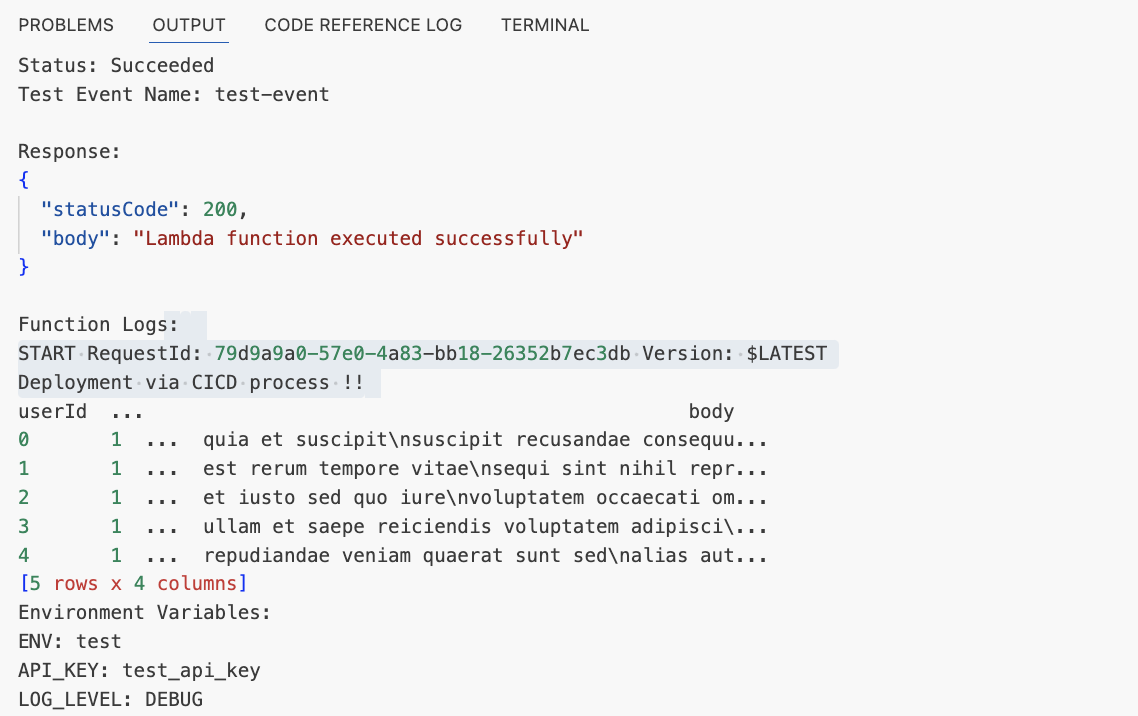 PROBLEMS OUTPUT CODE REFERENCE LOG TERMINAL
Status: Succeeded
Test Event Name: test-event
Response:
{
"statusCode": 200,
"body": "Lambda function executed successfully"
}
Function Logs:
START RequestId: 79d9a9a0-57e0-4a83-bb18-26352b7ec3db Version: $LATEST
Deployment via CICD process !!
userId ... body
0 1 ... quia et suscipit\nsuscipit recusandae consequu...
1 1 ... est rerum tempore vitae\nsequi sint nihil repr...
2 1 ... et iusto sed quo iure\nvoluptatem occaecati om...
3 1 ... ullam et saepe reiciendis voluptatem adipisci\...
4 1 ... repudiandae veniam quaerat sunt sed\nalias aut...
[5 rows x 4 columns]
Environment Variables:
ENV: test
API_KEY: test_api_key
LOG_LEVEL: DEBUG